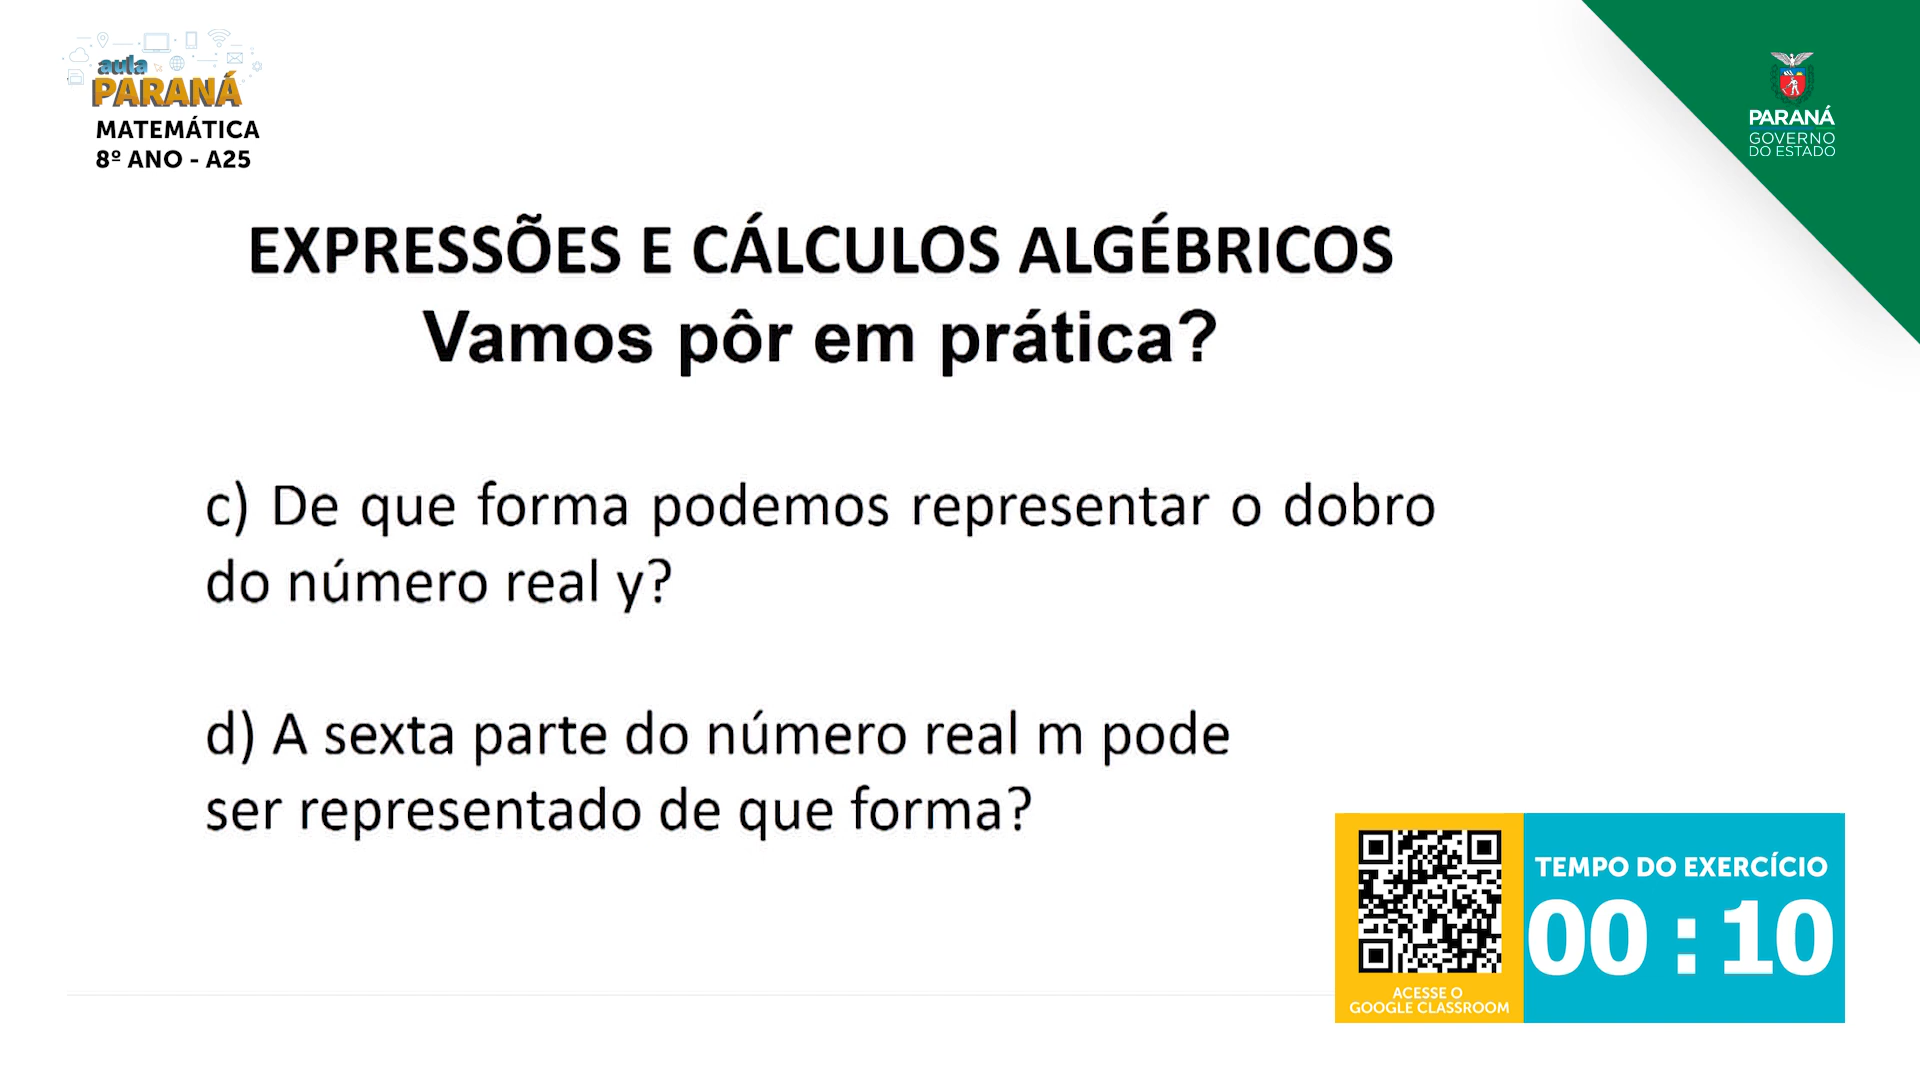 aula
PARANÁ
MATEMÁTICA
8º ANO - A25
PARANÁ
GOVERNO
DO ESTADO
EXPRESSÕES E CÁLCULOS ALGÉBRICOS
Vamos pôr em prática?
c) De que forma podemos representar o dobro
do número real y?
d) A sexta parte do número real m pode
ser representado de que forma?
ACESSE O
GOOGLE CLASSROOM
TEMPO DO EXERCÍCIO
00 : 10